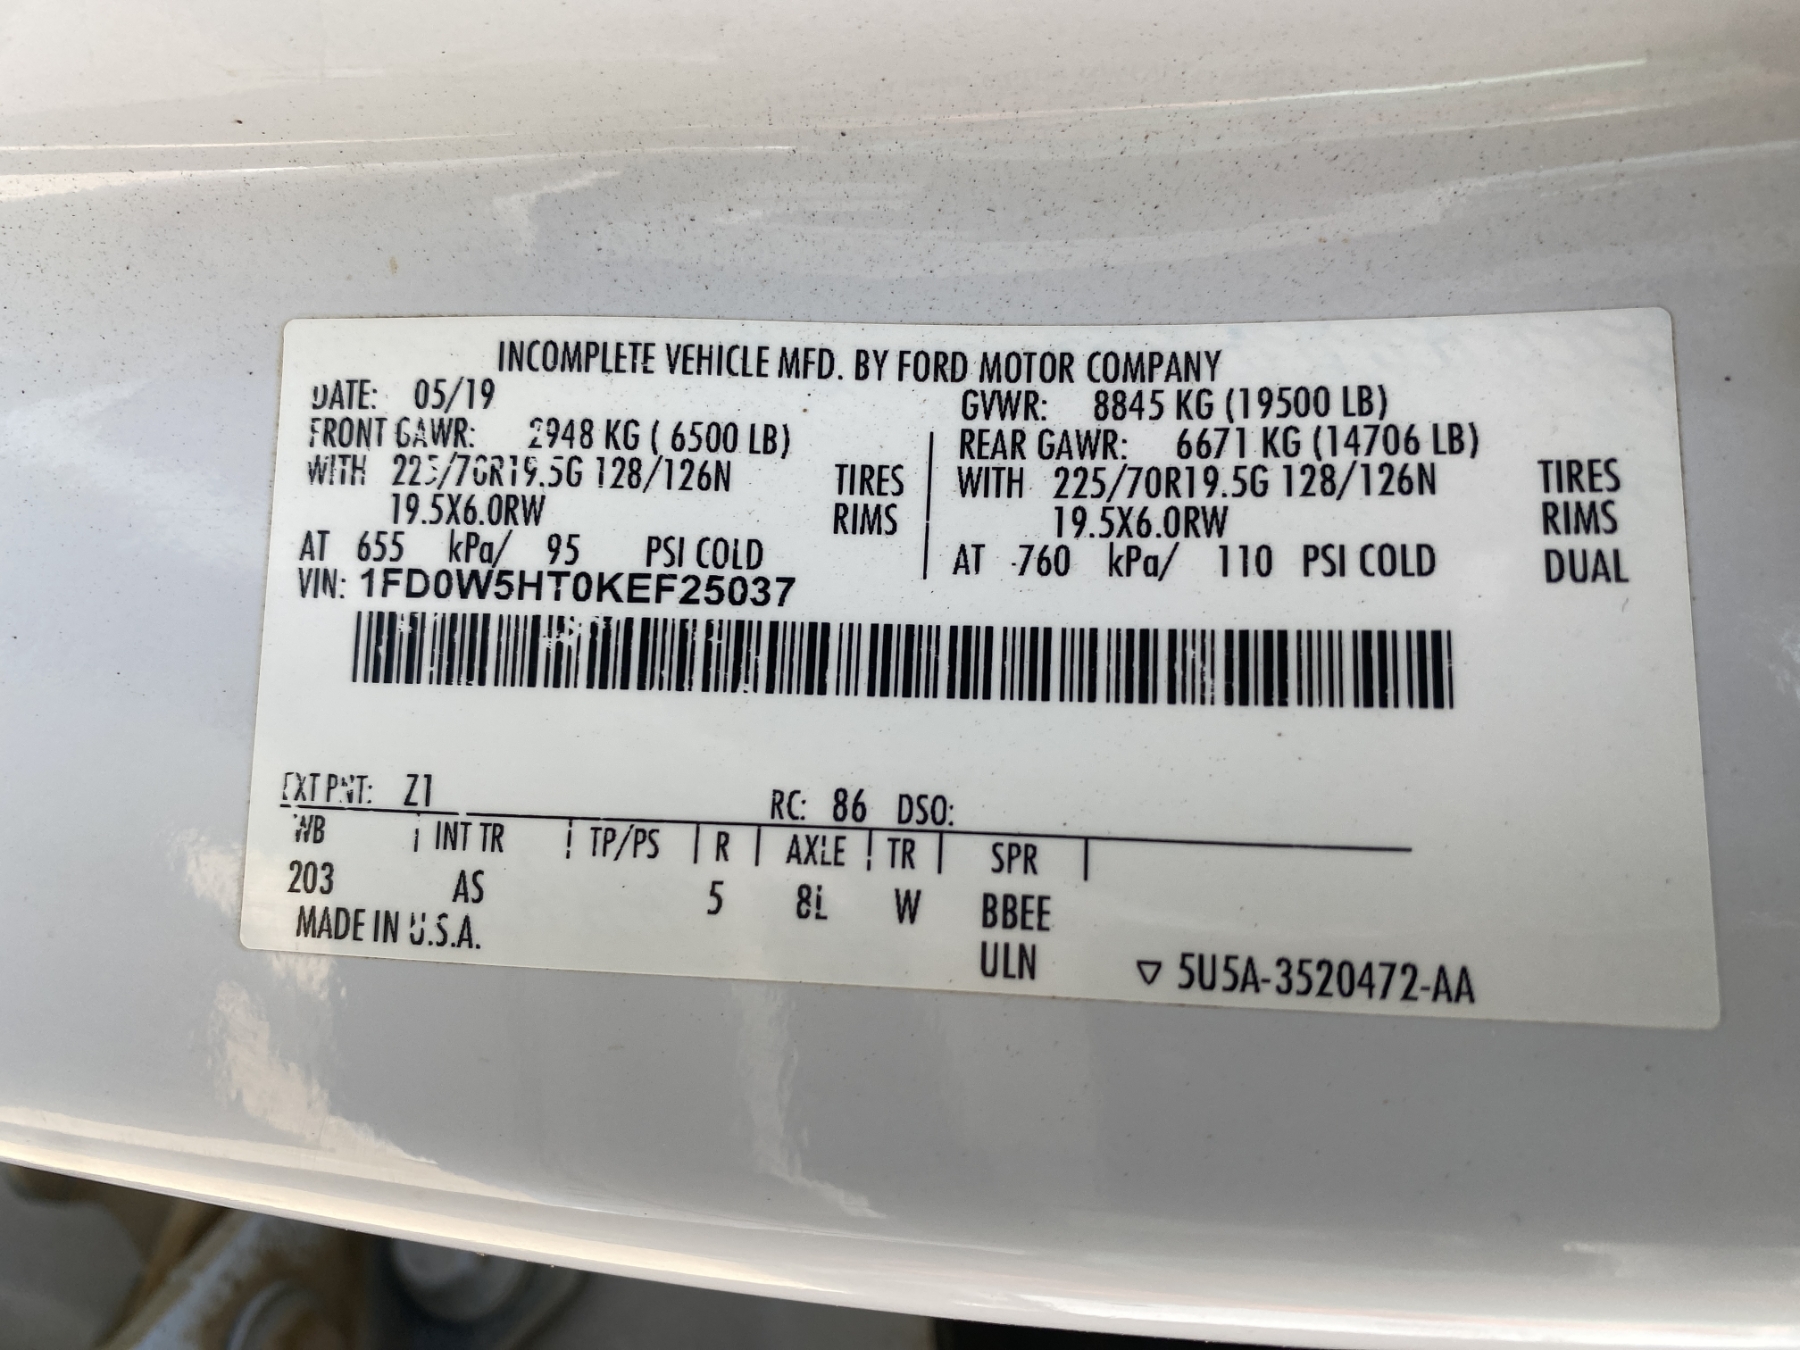 INCOMPLETE VEHICLE MFD. BY FORD MOTOR COMPANY
DATE: 05/19 GVWR: 8845 KG (19500 LB)
FRONT GAWR: 2948 KG ( 6500 LB) REAR GAWR: 6671 KG (14706 LB)
WITH 225/70R19.5G 128/126N TIRES WITH 225/70R19.5G 128/126N TIRES
19.5X6.0RW RIMS 19.5X6.0RW RIMS
AT 655 kPa/ 95 PSI COLD AT 760 kPa/ 110 PSI COLD DUAL
VIN: 1FD0W5HT0KEF25037
EXT PNT: Z1 RC: 86 DSO:
WB INT TR TP/PS R AXLE TR SPR
203 AS 5 8L W BBEE
MADE IN U.S.A. ULN ▽ 5U5A-3520472-AA